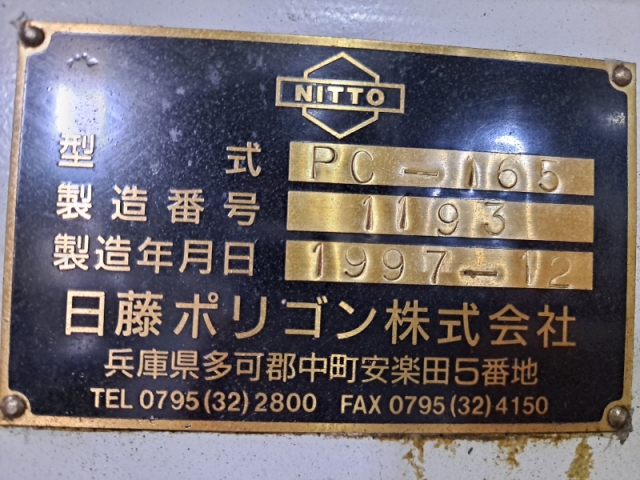 NITTO
型式 PC-165
製造番号 1193
製造年月日 1997-12
日藤ポリゴン株式会社
兵庫県多可郡中町安楽田5番地
TEL 0795(32)2800 FAX 0795(32)4150